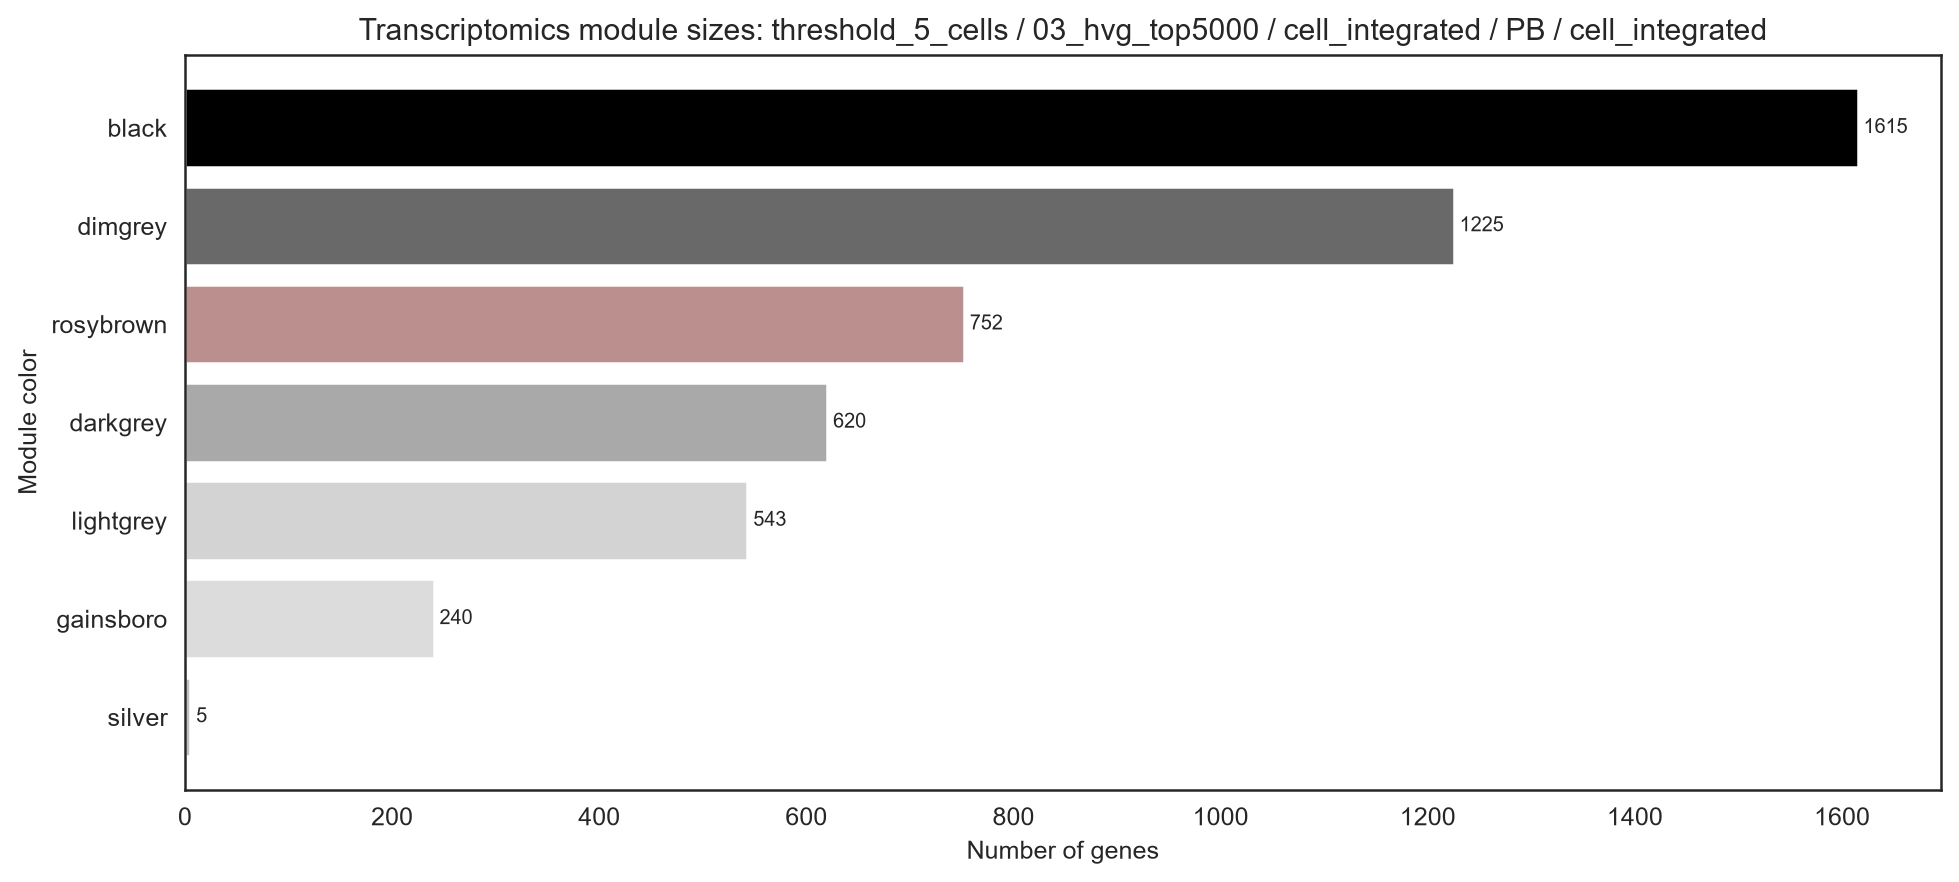 Transcriptomics module sizes: threshold_5_cells / 03_hvg_top5000 / cell_integrated / PB / cell_integrated
Module color
black
1615
dimgrey
1225
rosybrown
752
darkgrey
620
lightgrey
543
gainsboro
240
silver
5
0 200 400 600 800 1000 1200 1400 1600
Number of genes